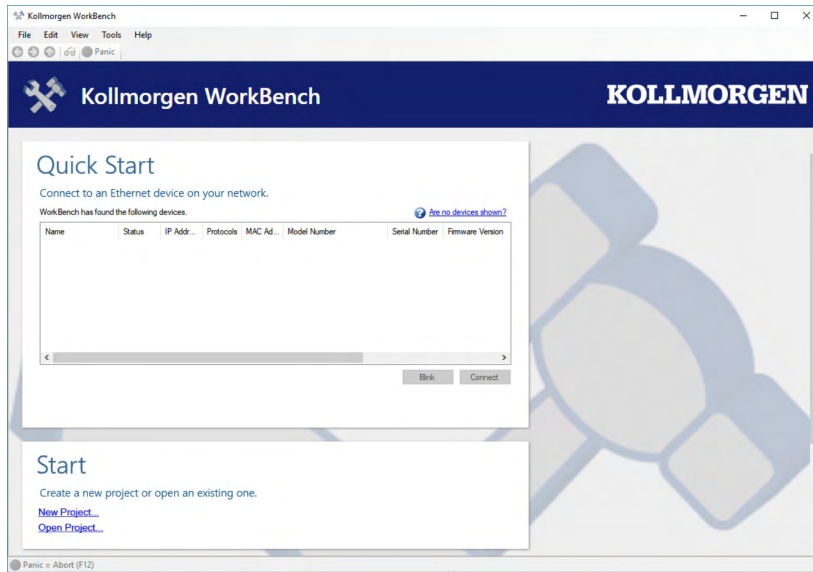 Kollmorgen WorkBench
File Edit View Tools Help
Panic
Kollmorgen WorkBench
KOLLMORGEN
Quick Start
Connect to an Ethernet device on your network.
WorkBench has found the following devices.
Are no devices shown?
Name Status IP Addr... Protocols MAC Ad... Model Number Serial Number Firmware Version
Blink Connect
Start
Create a new project or open an existing one.
New Project...
Open Project...
Panic = Abort (F12)